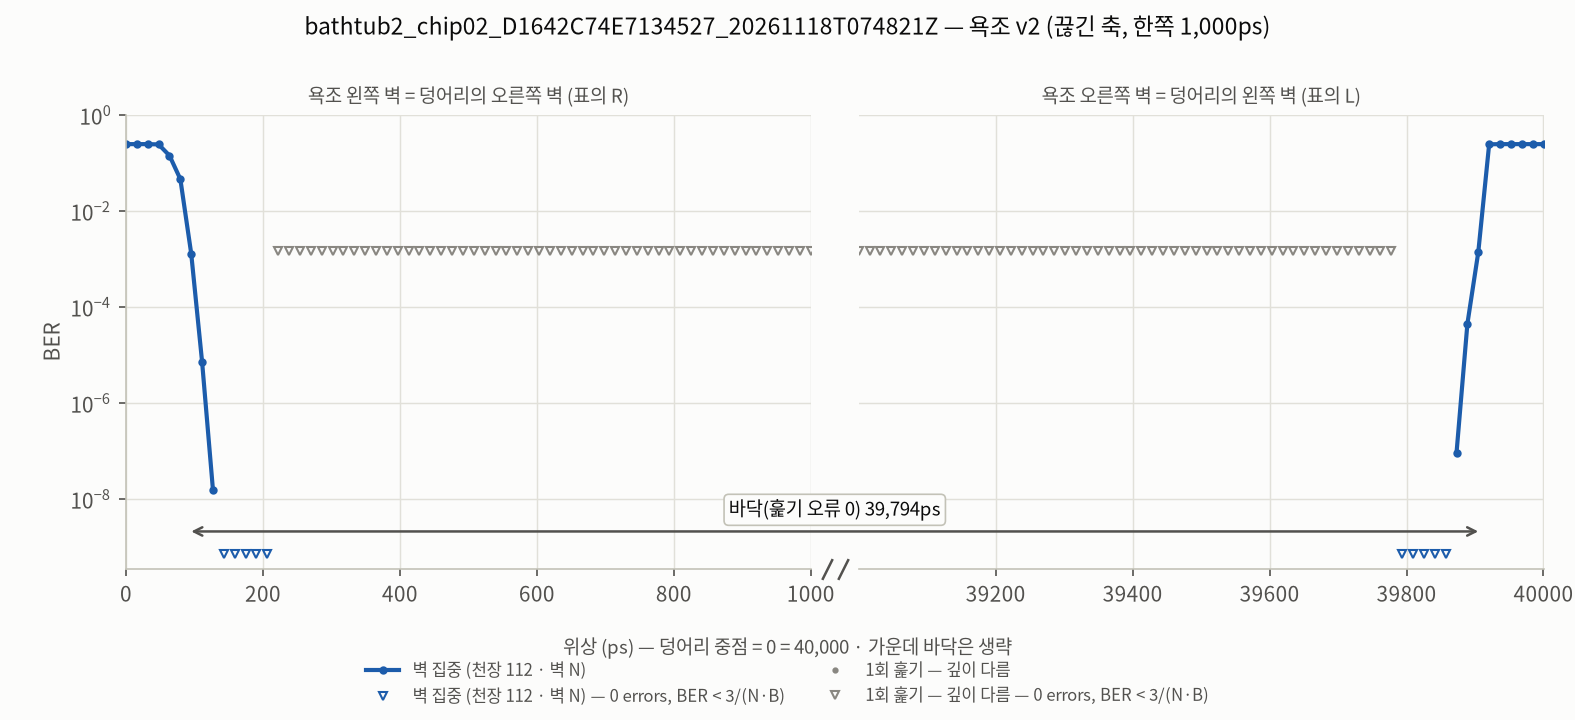 bathtub2_chip02_D1642C74E7134527_20261118T074821Z — 욕조 v2 (끊긴 축, 한쪽 1,000ps)
욕조 왼쪽 벽 = 덩어리의 오른쪽 벽 (표의 R)
욕조 오른쪽 벽 = 덩어리의 왼쪽 벽 (표의 L)
10⁰
10⁻²
10⁻⁴
10⁻⁶
10⁻⁸
BER
바닥(훑기 오류 0) 39,794ps
0 200 400 600 800 1000 39200 39400 39600 39800 40000
위상 (ps) — 덩어리 중점 = 0 = 40,000 · 가운데 바닥은 생략
벽 집중 (천장 112 · 벽 N)
벽 집중 (천장 112 · 벽 N) — 0 errors, BER < 3/(N·B)
1회 훑기 — 깊이 다름
1회 훑기 — 깊이 다름 — 0 errors, BER < 3/(N·B)